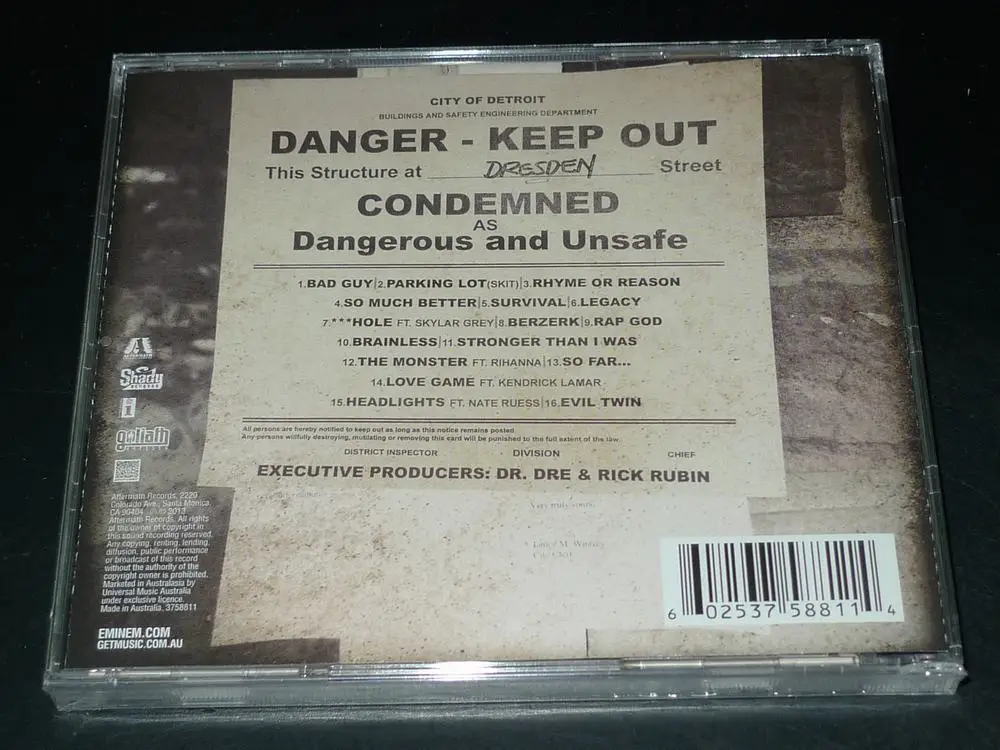 CITY OF DETROIT
BUILDINGS AND SAFETY ENGINEERING DEPARTMENT
DANGER - KEEP OUT
This Structure at DRESDEN Street
CONDEMNED
AS
Dangerous and Unsafe
1.BAD GUY|2.PARKING LOT(SKIT)|3.RHYME OR REASON
4.SO MUCH BETTER|5.SURVIVAL|6.LEGACY
7.***HOLE FT. SKYLAR GREY|8.BERZERK|9.RAP GOD
10.BRAINLESS|11.STRONGER THAN I WAS
12.THE MONSTER FT. RIHANNA|13.SO FAR...
14.LOVE GAME FT. KENDRICK LAMAR
15.HEADLIGHTS FT. NATE RUESS|16.EVIL TWIN
All persons are hereby notified to keep out as long as this notice remains posted.
Any persons willfully destroying, mutilating or removing this card will be punished to the full extent of the law.
DISTRICT INSPECTOR DIVISION CHIEF
EXECUTIVE PRODUCERS: DR. DRE & RICK RUBIN
Very truly yours,
AFTERMATH
Shady
RECORDS
goliath
Aftermath Records, 2220
Colorado Ave., Santa Monica,
CA 90404 2013
Aftermath Records. All rights
of the owner of copyright in
this sound recording reserved.
Any copying, renting, lending,
diffusion, public performance
or broadcast of this record
without the authority of the
copyright owner is prohibited.
Marketed in Australasia by
Universal Music Australia
under exclusive licence.
Made in Australia. 3758811
EMINEM.COM
GETMUSIC.COM.AU
6 02537 58811 4